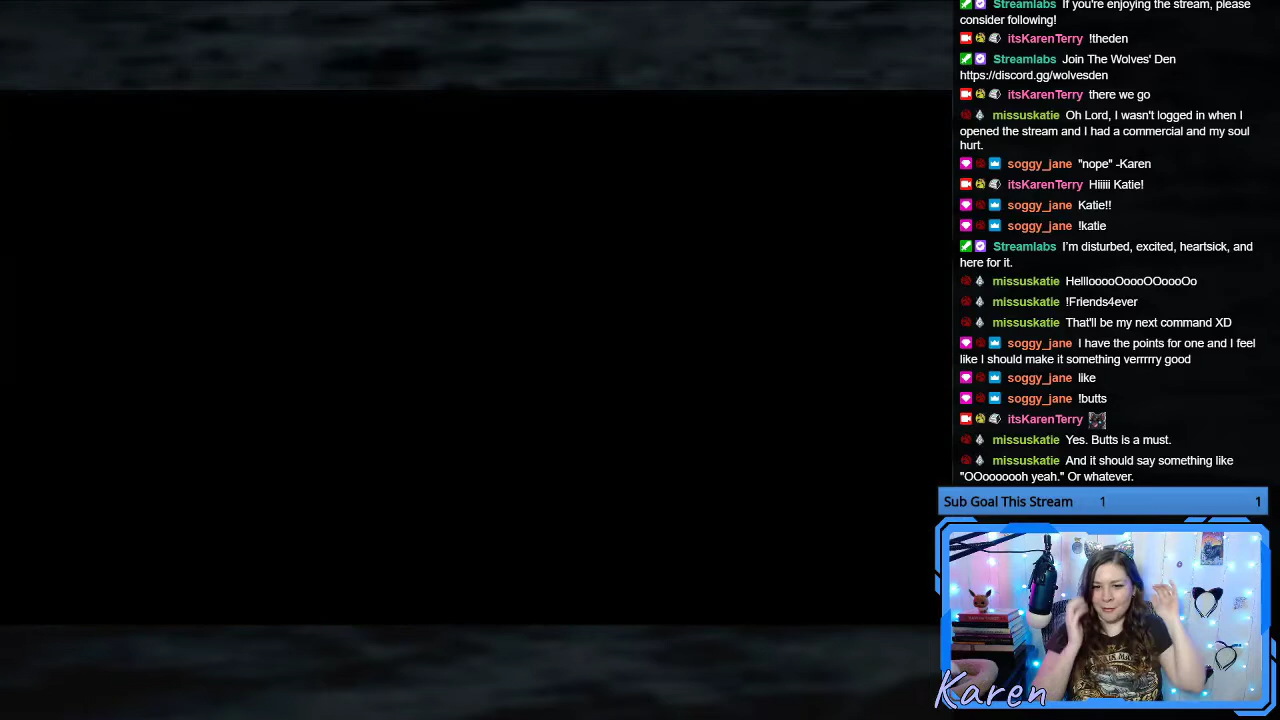 Streamlabs If you're enjoying the stream, please
consider following!
itsKarenTerry !theden
Streamlabs Join The Wolves' Den
https://discord.gg/wolvesden
itsKarenTerry there we go
missuskatie Oh Lord, I wasn't logged in when I
opened the stream and I had a commercial and my soul
hurt.
soggy_jane "nope" -Karen
itsKarenTerry Hiiiii Katie!
soggy_jane Katie!!
soggy_jane !katie
Streamlabs I'm disturbed, excited, heartsick, and
here for it.
missuskatie HellloooOoooOOoooOo
missuskatie !Friends4ever
missuskatie That'll be my next command XD
soggy_jane I have the points for one and I feel
like I should make it something verrrrry good
soggy_jane like
soggy_jane !butts
itsKarenTerry
missuskatie Yes. Butts is a must.
missuskatie And it should say something like
"OOoooooooh yeah." Or whatever.
Sub Goal This Stream 1 1
Karen